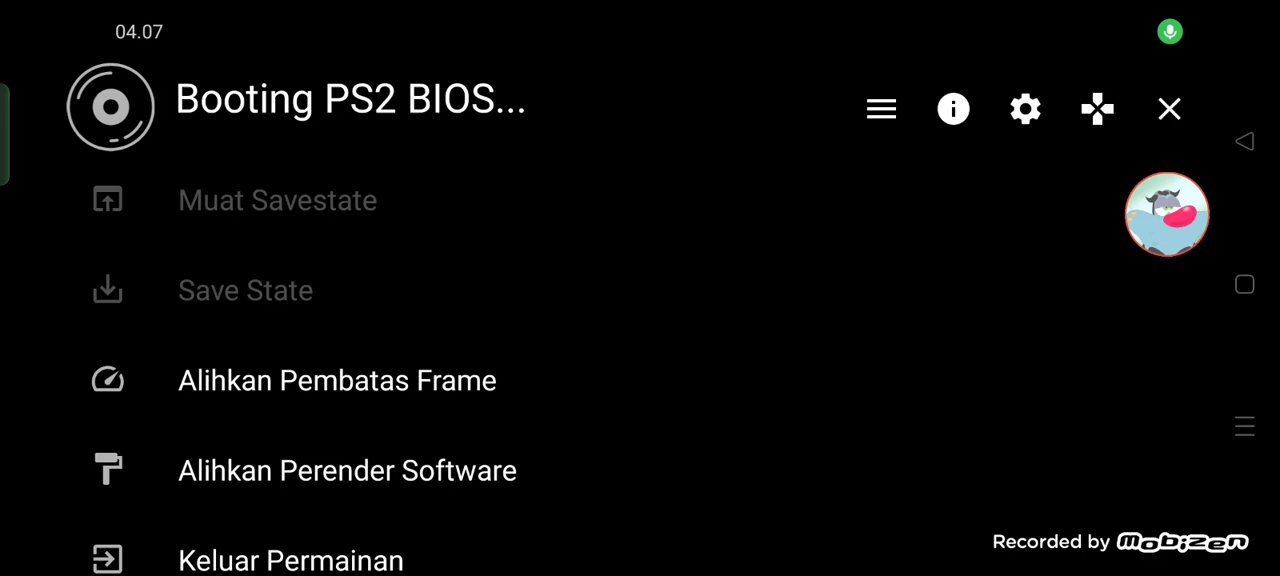 04.07
Booting PS2 BIOS...
Muat Savestate
Save State
Alihkan Pembatas Frame
Alihkan Perender Software
Keluar Permainan
Recorded by mobizen